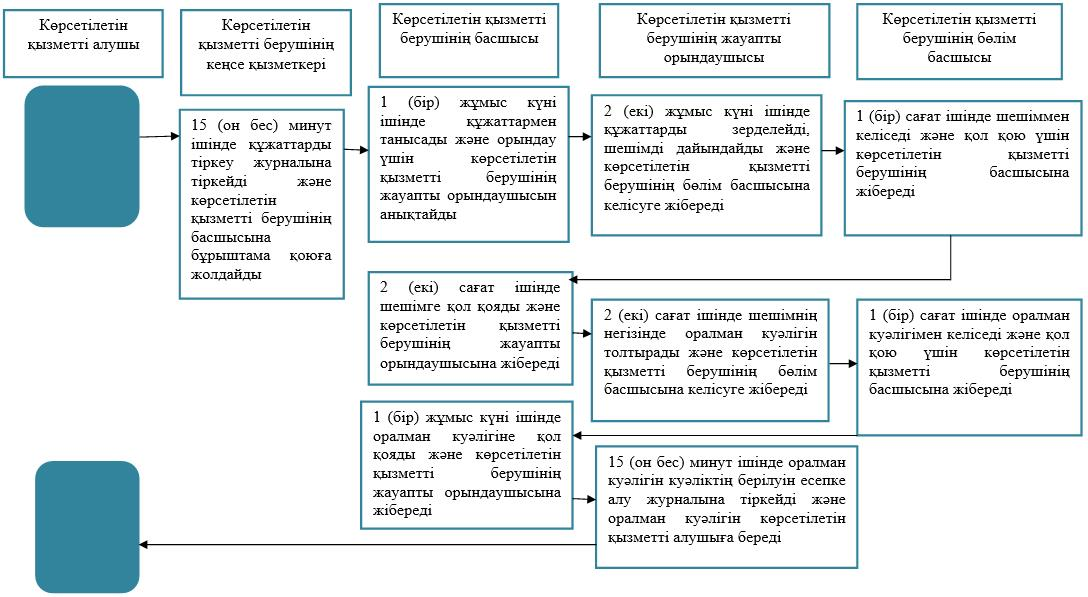 Көрсетілетін
қызметті алушы
Көрсетілетін
қызметті берушінің
кеңсе қызметкері
Көрсетілетін қызметті
берушінің басшысы
Көрсетілетін қызметті
берушінің жауапты
орындаушысы
Көрсетілетін қызметті
берушінің бөлім
басшысы
15 (он бес) минут
ішінде құжаттарды
тіркеу журналына
тіркейді және
көрсетілетін
қызметті берушінің
басшысына
бұрыштама қоюға
жолдайды
1 (бір) жұмыс күні
ішінде құжаттармен
танысады және орындау
үшін көрсетілетін
қызметті берушінің
жауапты орындаушысын
анықтайды
2 (екі) жұмыс күні ішінде
құжаттарды зерделейді,
шешімді дайындайды және
көрсетілетін қызметті
берушінің бөлім басшысына
келісуге жібереді
1 (бір) сағат ішінде шешіммен
келіседі және қол қою үшін
көрсетілетін қызметті
берушінің басшысына
жібереді
2 (екі) сағат ішінде
шешімге қол қояды және
көрсетілетін қызметті
берушінің жауапты
орындаушысына жібереді
2 (екі) сағат ішінде шешімнің
негізінде оралман куәлігін
толтырады және көрсетілетін
қызметті берушінің бөлім
басшысына келісуге жібереді
1 (бір) сағат ішінде оралман
куәлігімен келіседі және қол
қою үшін көрсетілетін
қызметті берушінің
басшысына жібереді
1 (бір) жұмыс күні ішінде
оралман куәлігіне қол
қояды және көрсетілетін
қызметті берушінің
жауапты орындаушысына
жібереді
15 (он бес) минут ішінде оралман
куәлігін куәліктің берілуін есепке
алу журналына тіркейді және
оралман куәлігін көрсетілетін
қызметті алушыға береді